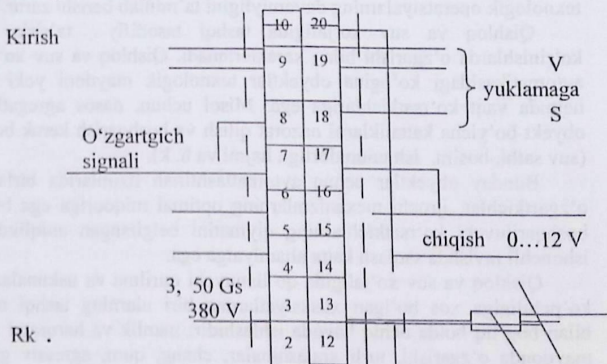 10 20
Kirish
9 19
V
yuklamaga
S
8 18
O’zgartgich
signali
7 17
16
5 15
chiqish 0…12 V
4 14
3, 50 Gs
380 V
3 13
Rk .
2 12